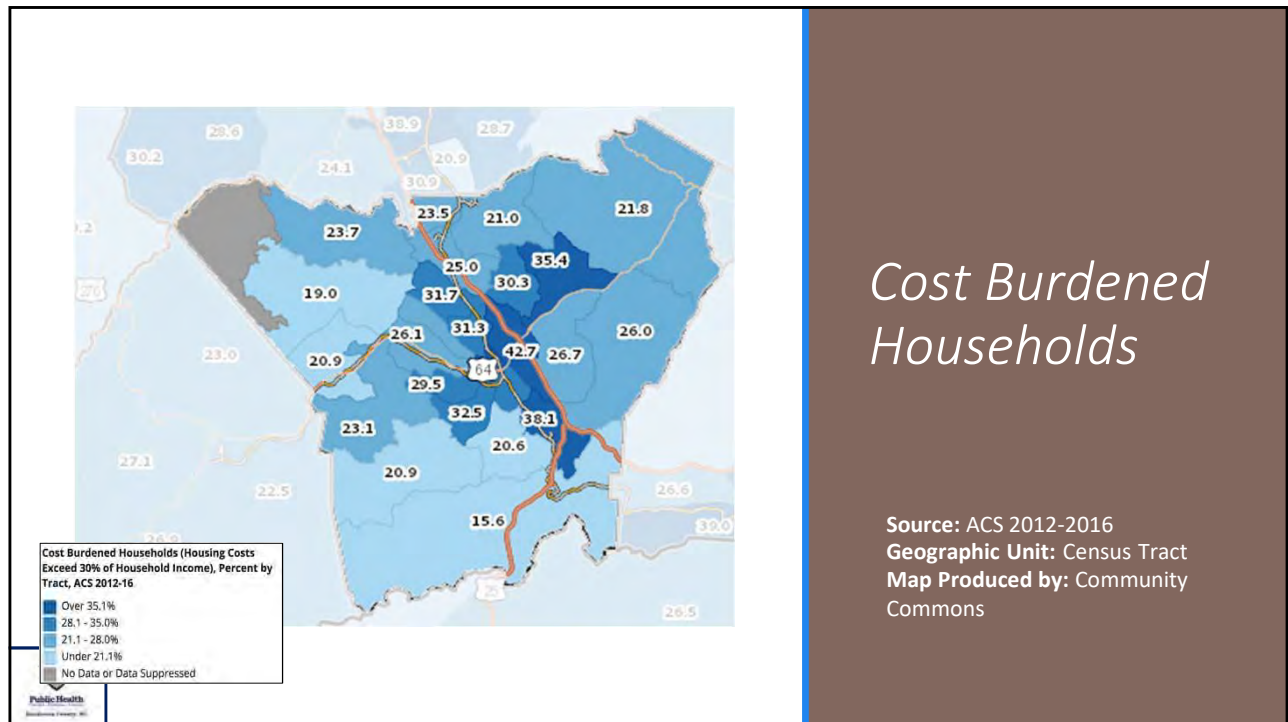 28.6
38.9
28.7
30.2
24.1
20.9
30.9
23.5
21.0
21.8
23.7
25.0
35.4
30.3
19.0
31.7
31.3
26.0
26.1
42.7
26.7
23.0
20.9
64
29.5
32.5
38.1
23.1
20.6
27.1
20.9
22.5
26.6
15.6
39.0
25
26.5
Cost Burdened Households (Housing Costs
Exceed 30% of Household Income), Percent by
Tract, ACS 2012-16
Over 35.1%
28.1 - 35.0%
21.1 - 28.0%
Under 21.1%
No Data or Data Suppressed
Public Health
Cost Burdened
Households
Source: ACS 2012-2016
Geographic Unit: Census Tract
Map Produced by: Community
Commons